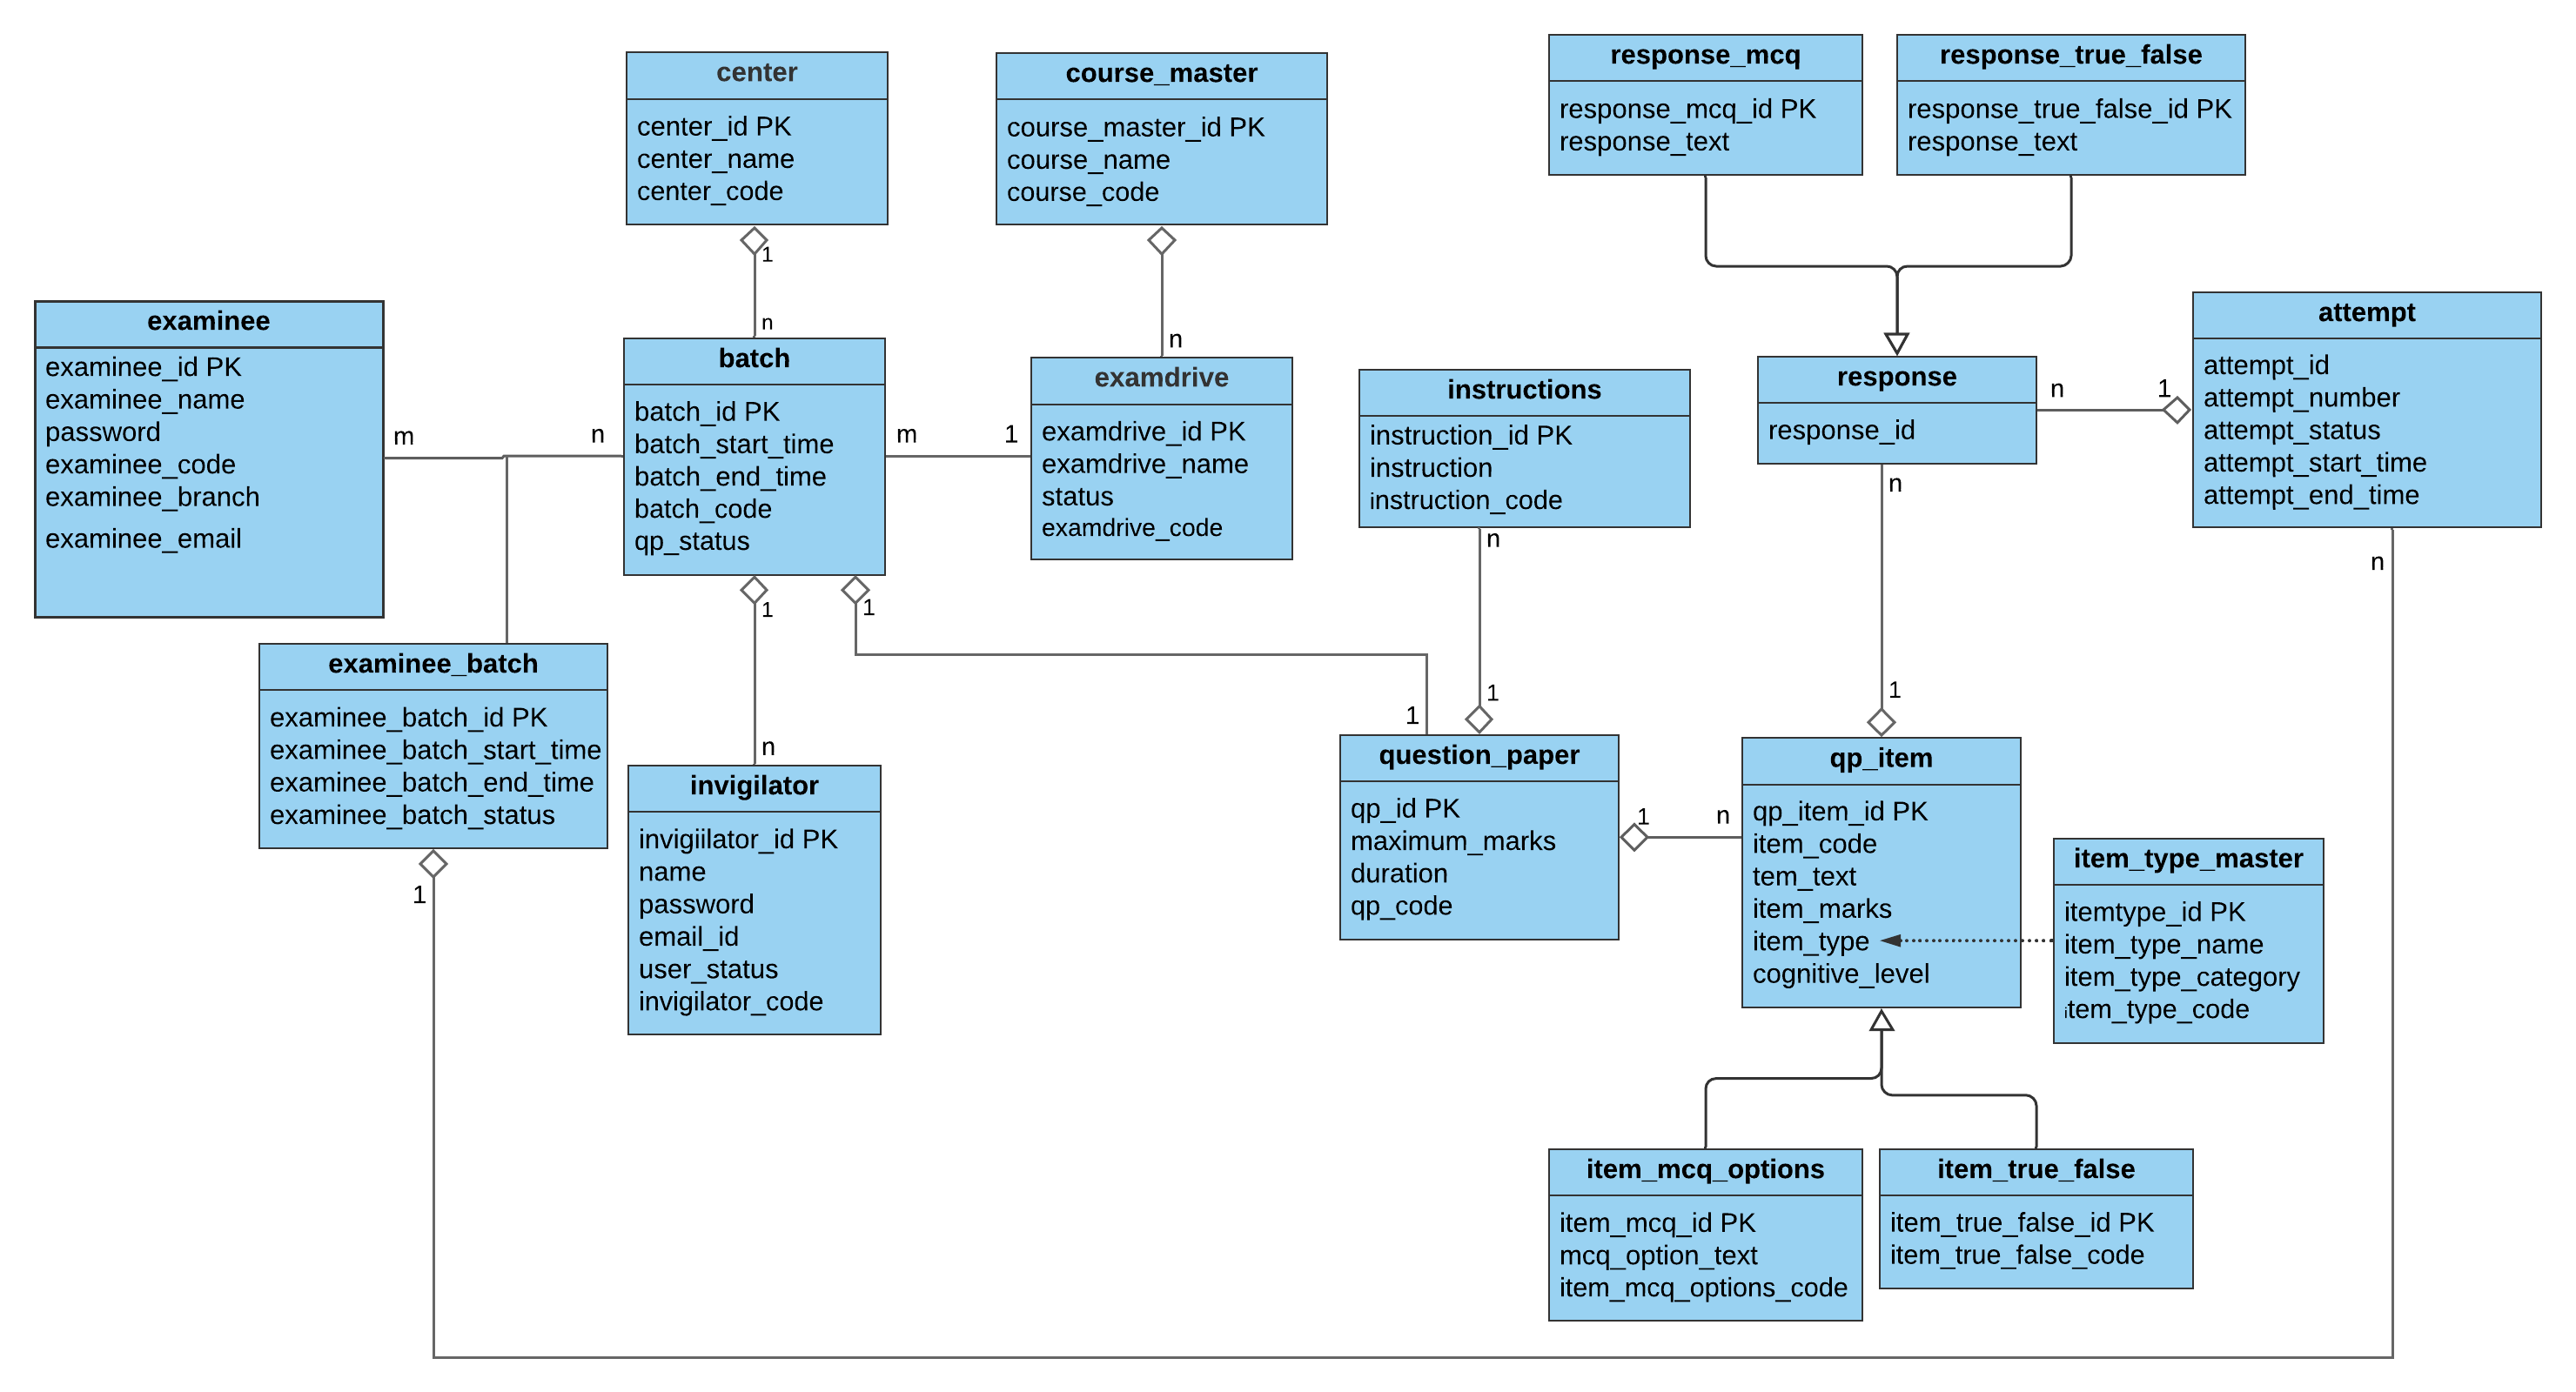 center
center_id PK
center_name
center_code
1
n
course_master
course_master_id PK
course_name
course_code
n
response_mcq
response_mcq_id PK
response_text
response_true_false
response_true_false_id PK
response_text
examinee
examinee_id PK
examinee_name
password
examinee_code
examinee_branch
examinee_email
m
n
batch
batch_id PK
batch_start_time
batch_end_time
batch_code
qp_status
m
1
examdrive
examdrive_id PK
examdrive_name
status
examdrive_code
instructions
instruction_id PK
instruction
instruction_code
n
1
response
response_id
n
1
n
1
attempt
attempt_id
attempt_number
attempt_status
attempt_start_time
attempt_end_time
n
1
n
1
1
examinee_batch
examinee_batch_id PK
examinee_batch_start_time
examinee_batch_end_time
examinee_batch_status
1
invigilator
invigiilator_id PK
name
password
email_id
user_status
invigilator_code
question_paper
qp_id PK
maximum_marks
duration
qp_code
1
n
qp_item
qp_item_id PK
item_code
tem_text
item_marks
item_type
cognitive_level
item_type_master
itemtype_id PK
item_type_name
item_type_category
item_type_code
item_mcq_options
item_mcq_id PK
mcq_option_text
item_mcq_options_code
item_true_false
item_true_false_id PK
item_true_false_code